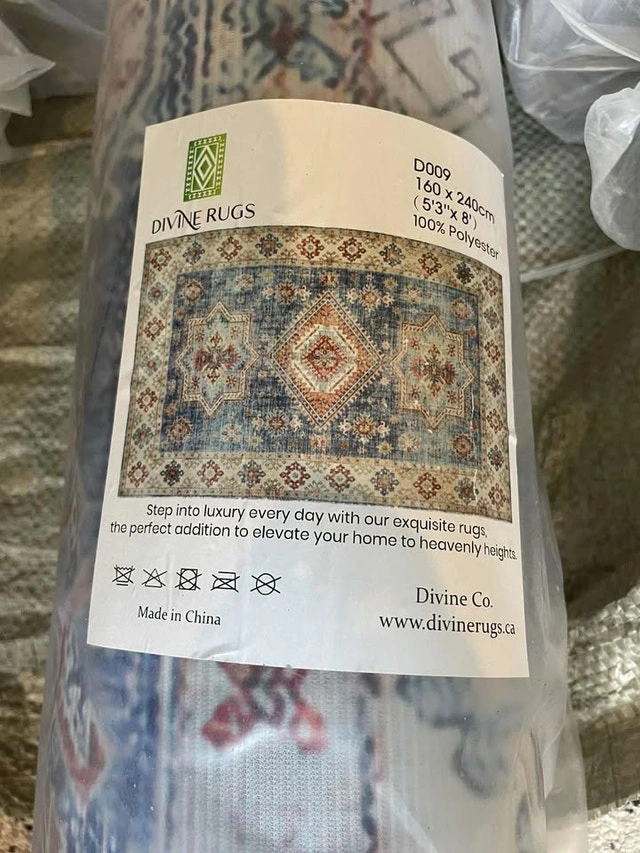 DIVINE RUGS
D009
160 x 240cm
(5'3"x 8')
100% Polyester
Step into luxury every day with our exquisite rugs,
the perfect addition to elevate your home to heavenly heights.
Made in China
Divine Co.
www.divinerugs.ca